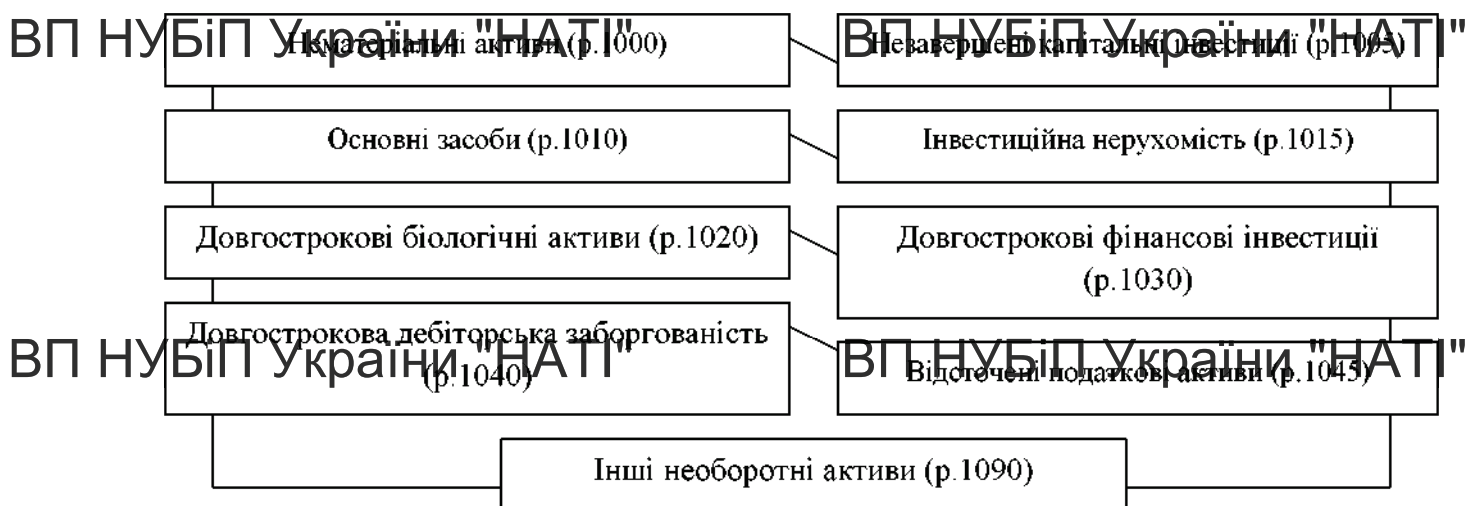 ВП НУБіП України "НАТІ" ВП НУБіП України "НАТІ"
Нематеріальні активи (р.1000)
Незавершені капітальні інвестиції (р.1005)
Основні засоби (р.1010)
Інвестиційна нерухомість (р.1015)
Довгострокові біологічні активи (р.1020)
Довгострокові фінансові інвестиції
(р.1030)
Довгострокова дебіторська заборгованість
(р.1040)
ВП НУБіП України "НАТІ" ВП НУБіП України "НАТІ"
Відсточені податкові активи (р.1045)
Інші необоротні активи (р.1090)